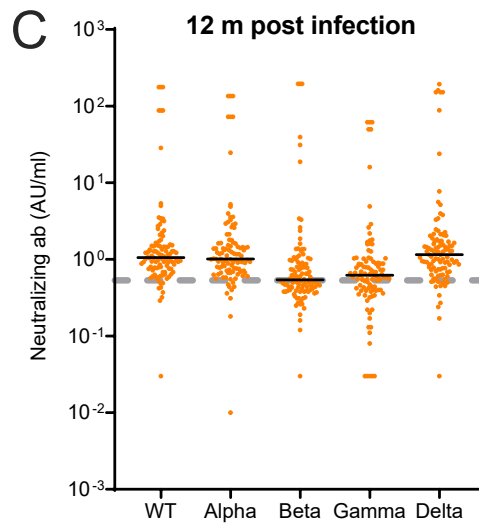 C
12 m post infection
Neutralizing ab (AU/ml)
10³
10²
10¹
10⁰
10⁻¹
10⁻²
10⁻³
WT Alpha Beta Gamma Delta